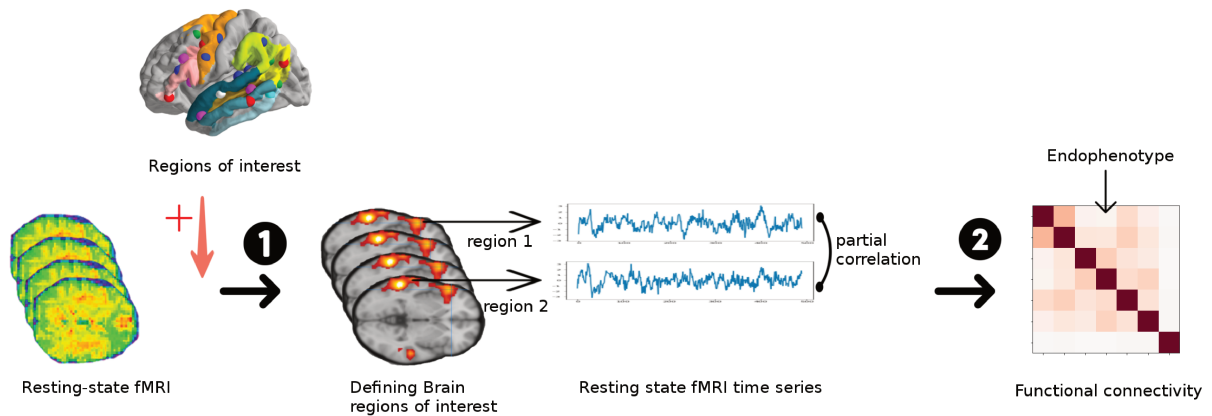 Regions of interest
Endophenotype
+
1
region 1
partial
correlation
2
region 2
Resting-state fMRI
Defining Brain
regions of interest
Resting state fMRI time series
Functional connectivity